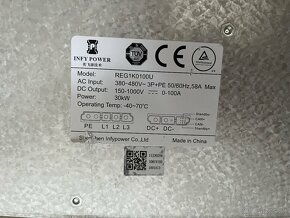 INFY POWER
Model: REG1K0100U
AC Input: 380-480V~ 3P+PE 50/60Hz, 58A Max
DC Output: 150-1000V ⎓ 0-100A
Power: 30kW
Operating Temp: -40~70℃
PE L1 L2 L3 DC+ DC-
Shenzhen Infypower Co., Ltd
Made in China